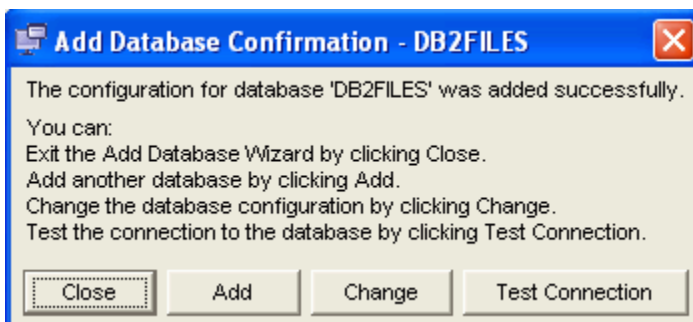 Add Database Confirmation - DB2FILES
The configuration for database 'DB2FILES' was added successfully.
You can:
Exit the Add Database Wizard by clicking Close.
Add another database by clicking Add.
Change the database configuration by clicking Change.
Test the connection to the database by clicking Test Connection.
Close Add Change Test Connection